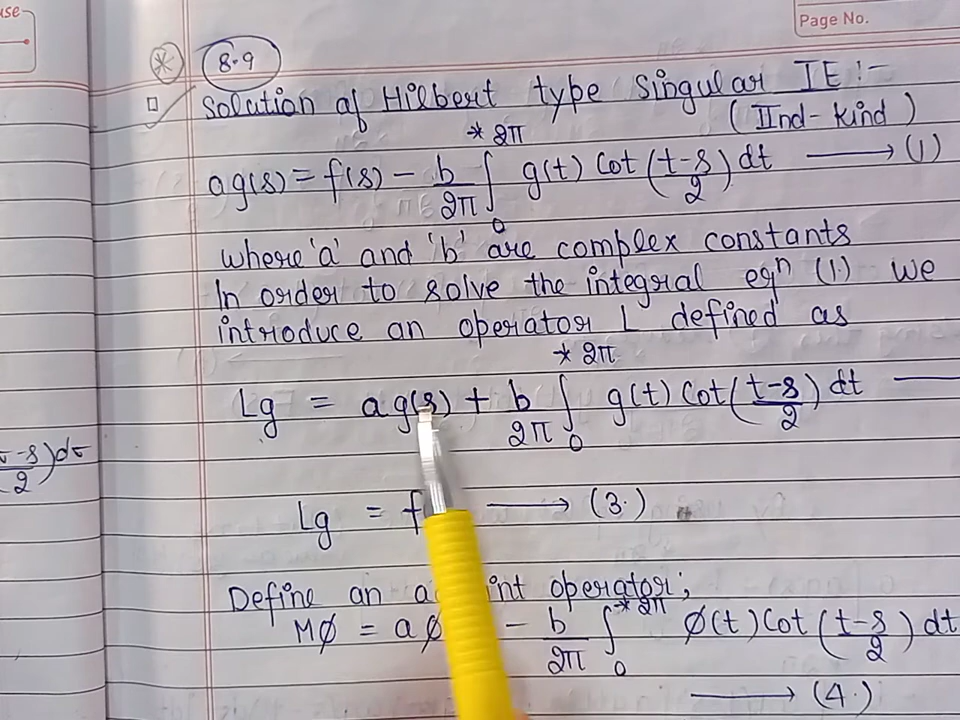 Page No.
8.9
Solution of Hilbert type Singular IE :-
(IInd - kind)
ag(s) = f(s) - b/2π ∫₀^{*2π} g(t) Cot((t-s)/2) dt ⟶ (1)
where 'a' and 'b' are complex constants
In order to solve the integral eqⁿ (1.) we
introduce an operator L defined as
Lg = ag(s) + b/2π ∫₀^{*2π} g(t) Cot((t-s)/2) dt
-s)/2) dσ
Lg = f ⟶ (3.)
Define an operator;
Mϕ = aϕ - b/2π ∫₀^{*2π} ϕ(t) Cot((t-s)/2) dt
⟶ (4.)